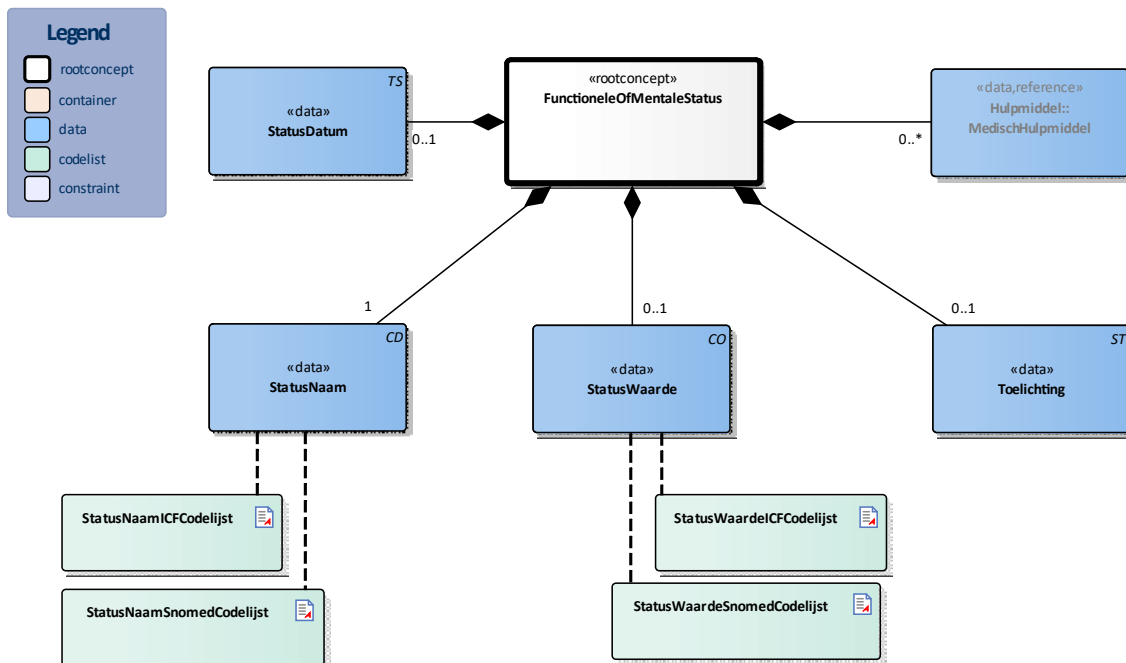 Legend
rootconcept
container
data
codelist
constraint
TS
«data»
StatusDatum
0..1
«rootconcept»
FunctioneleOfMentaleStatus
«data,reference»
Hulpmiddel::
MedischHulpmiddel
0..*
1
0..1
0..1
CD
«data»
StatusNaam
CO
«data»
StatusWaarde
ST
«data»
Toelichting
StatusNaamICFCodelijst
StatusWaardeICFCodelijst
StatusNaamSnomedCodelijst
StatusWaardeSnomedCodelijst